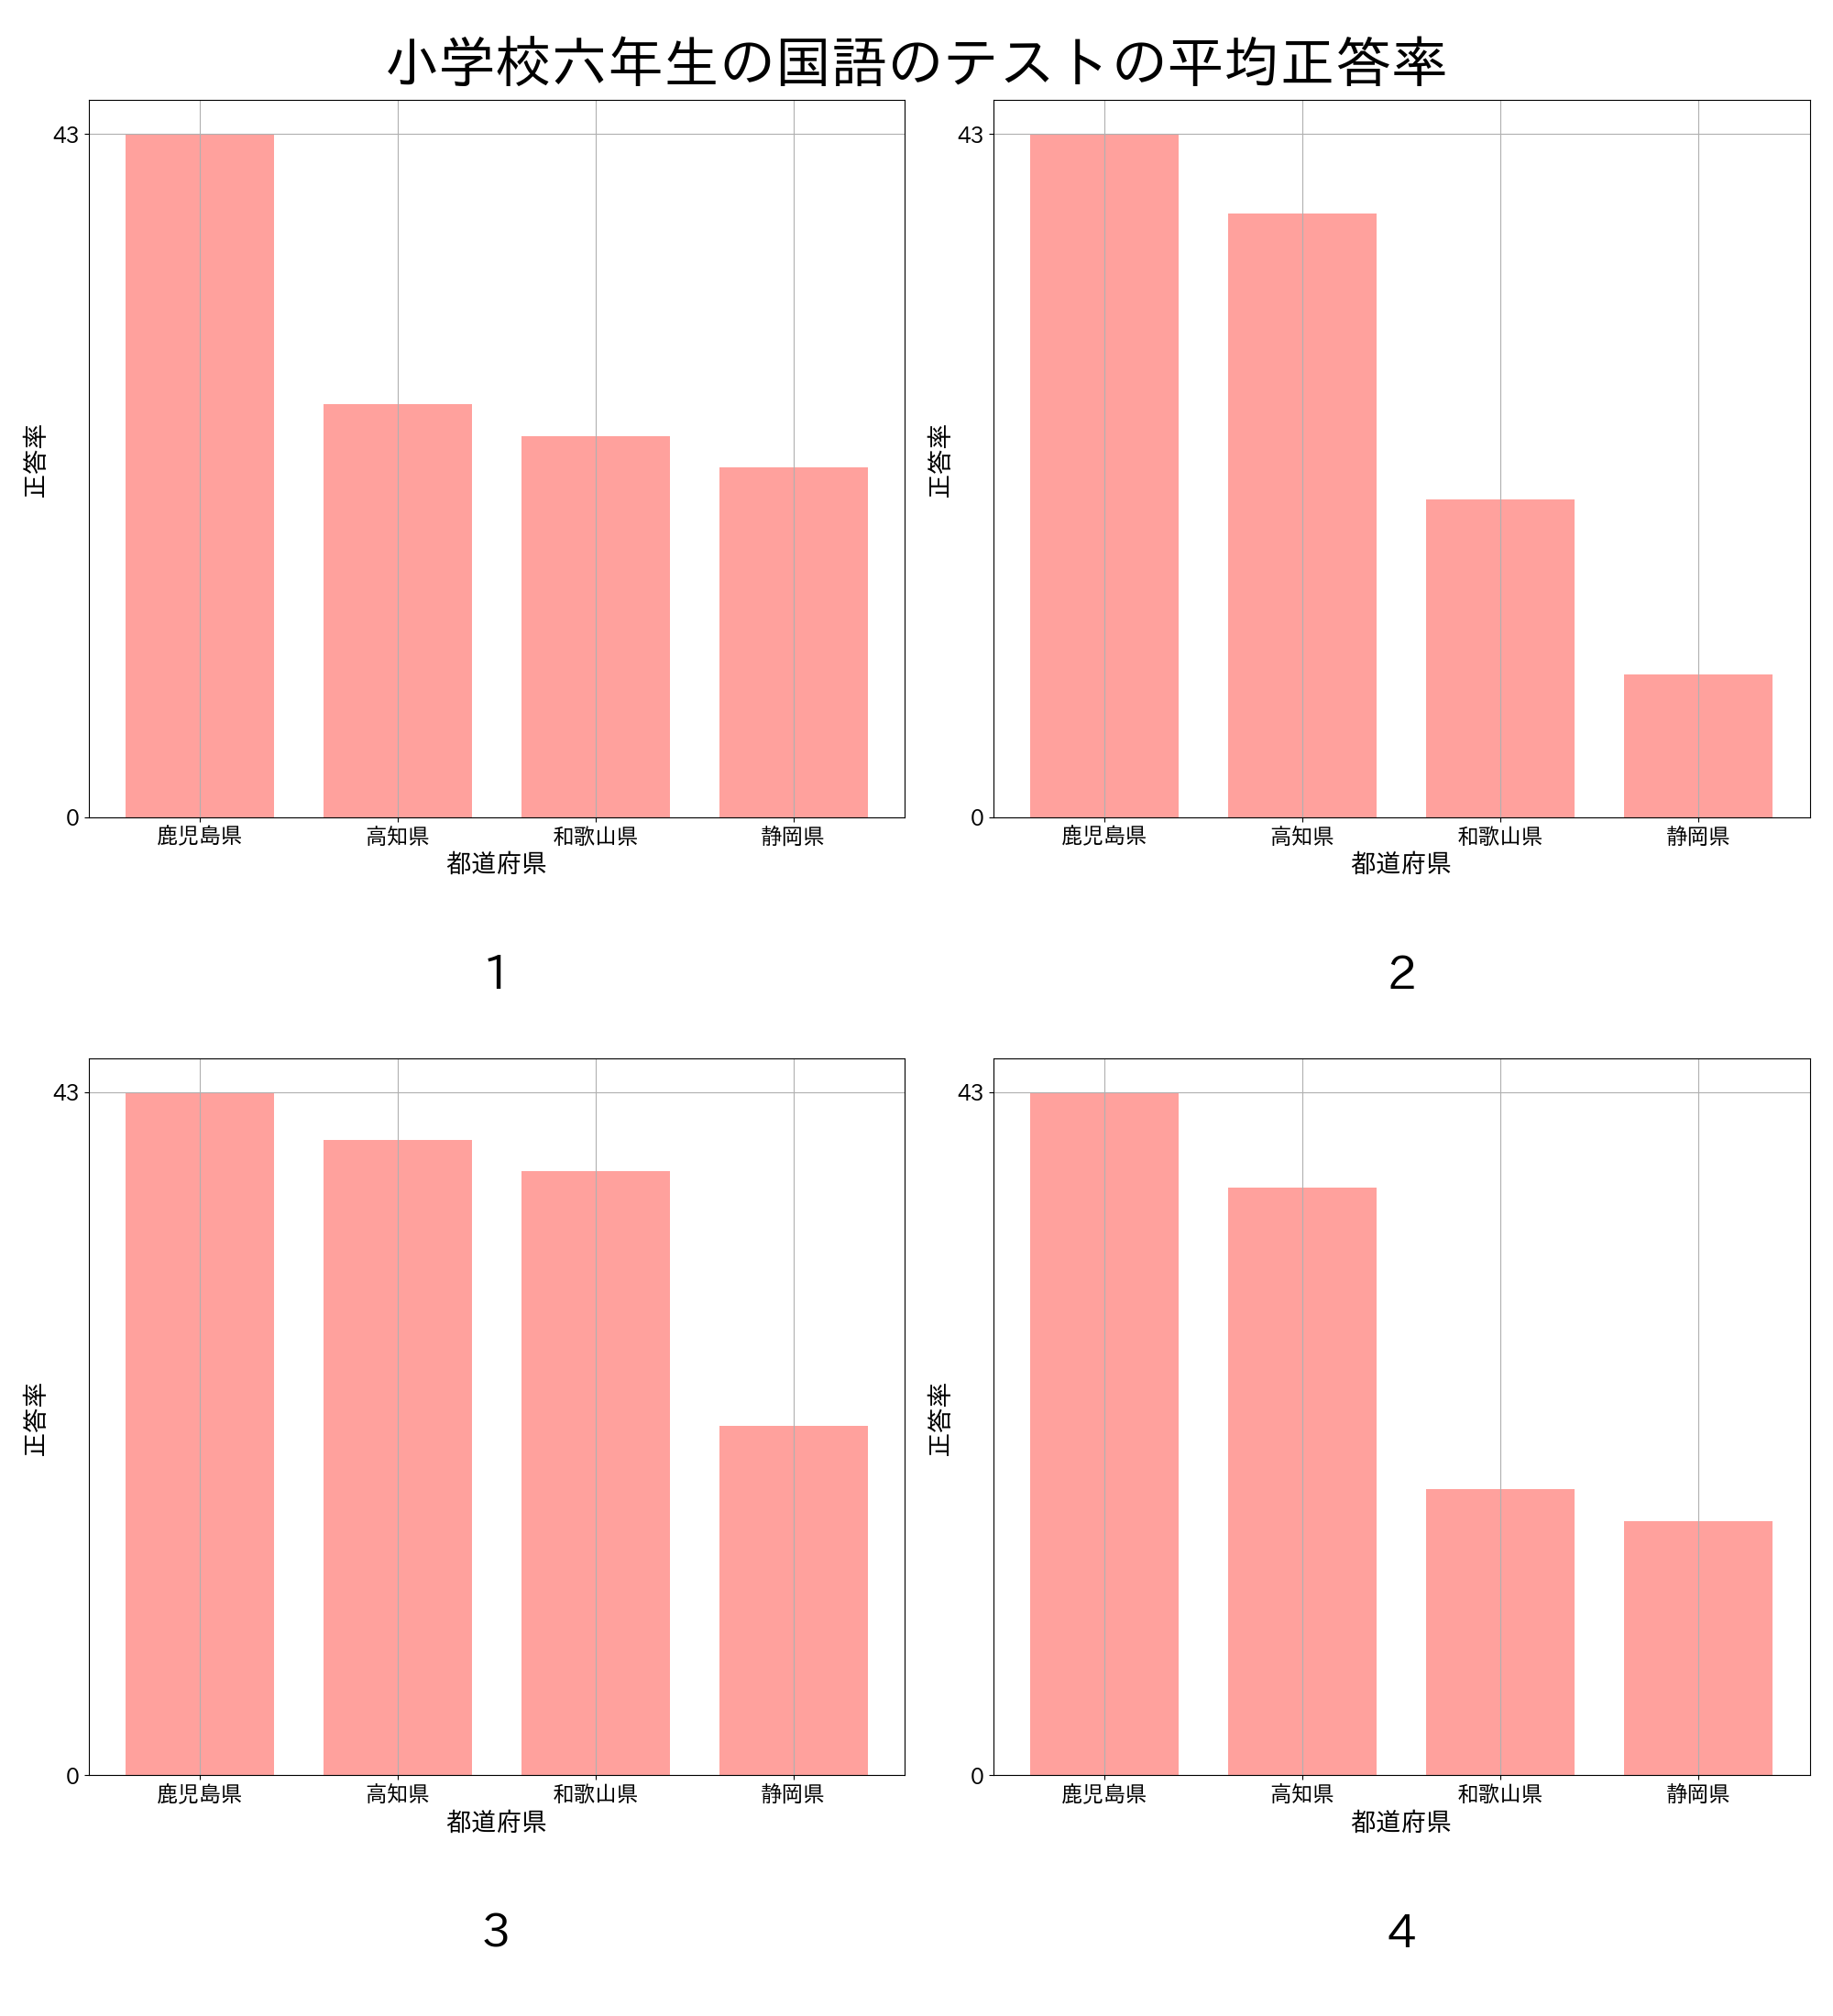 小学校六年生の国語のテストの平均正答率
43
0
正答率
鹿児島県 高知県 和歌山県 静岡県
都道府県
1
43
0
正答率
鹿児島県 高知県 和歌山県 静岡県
都道府県
2
43
0
正答率
鹿児島県 高知県 和歌山県 静岡県
都道府県
3
43
0
正答率
鹿児島県 高知県 和歌山県 静岡県
都道府県
4